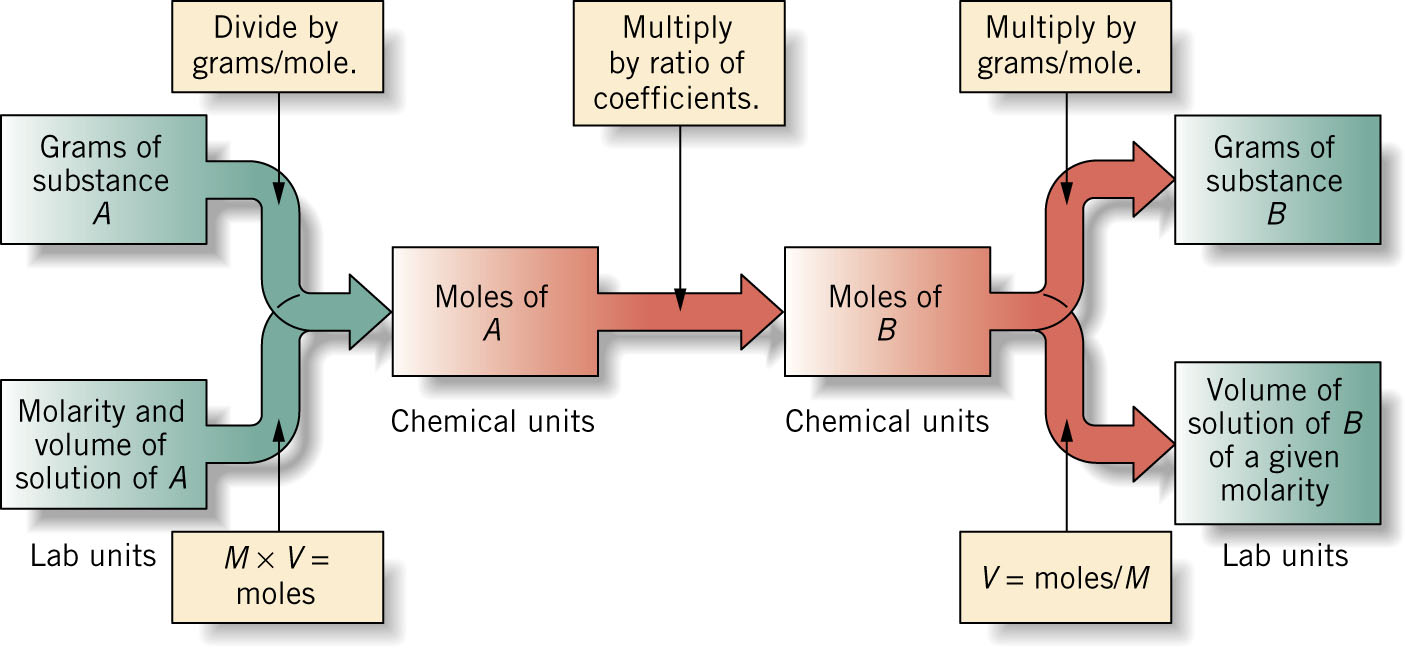 Divide by
grams/mole.
Multiply
by ratio of
coefficients.
Multiply by
grams/mole.
Grams of
substance
A
Grams of
substance
B
Moles of
A
Moles of
B
Chemical units
Chemical units
Molarity and
volume of
solution of A
Volume of
solution of B
of a given
molarity
Lab units
Lab units
M × V =
moles
V = moles/M